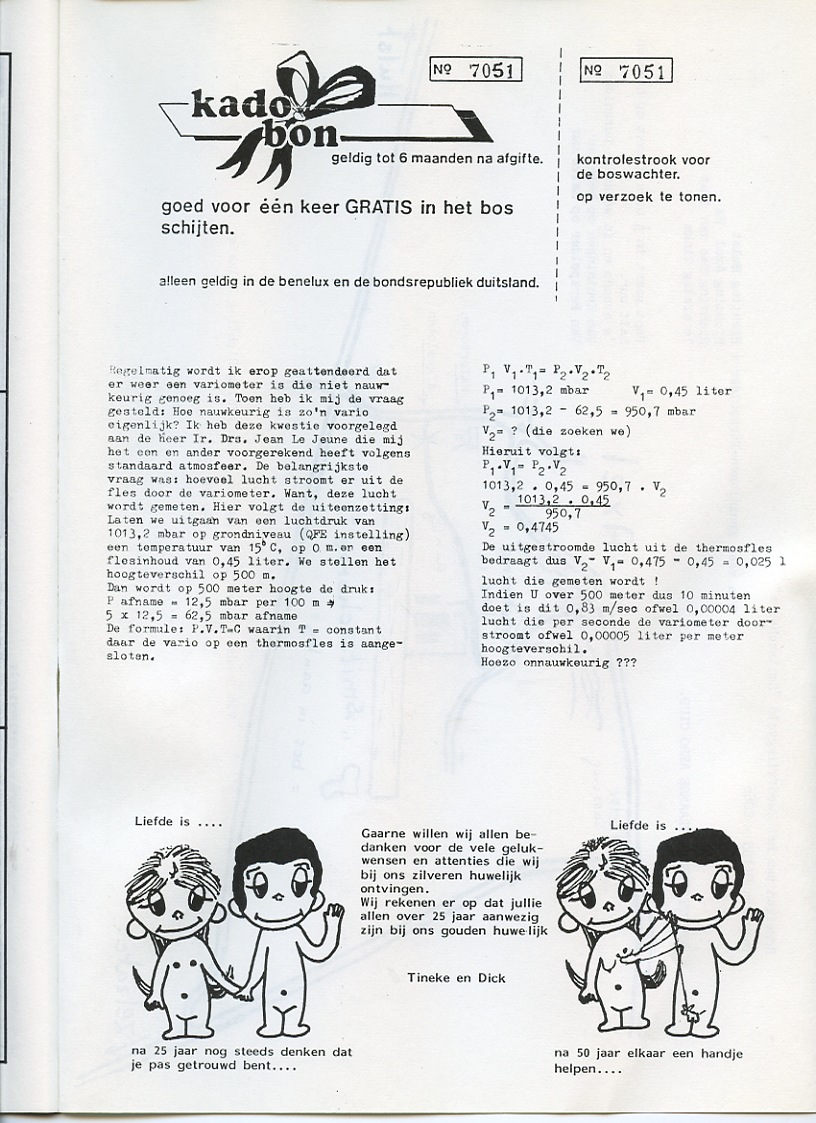 Nº 7051
Nº 7051
kado
bon
geldig tot 6 maanden na afgifte.
goed voor één keer GRATIS in het bos
schijten.
alleen geldig in de benelux en de bondsrepubliek duitsland.
kontrolestrook voor
de boswachter.
op verzoek te tonen.
Regelmatig wordt ik erop geattendeerd dat
er weer een variometer is die niet nauw-
keurig genoeg is. Toen heb ik mij de vraag
gesteld: Hoe nauwkeurig is zo'n vario
eigenlijk? Ik heb deze kwestie voorgelegd
aan de Heer Ir. Drs. Jean Le Jeune die mij
het een en ander voorgerekend heeft volgens
standaard atmosfeer. De belangrijkste
vraag was: hoeveel lucht stroomt er uit de
fles door de variometer. Want, deze lucht
wordt gemeten. Hier volgt de uiteenzetting:
Laten we uitgaan van een luchtdruk van
1013,2 mbar op grondniveau (QFE instelling)
een temperatuur van 15°C, op 0 m.en een
flesinhoud van 0,45 liter. We stellen het
hoogteverschil op 500 m.
Dan wordt op 500 meter hoogte de druk:
P afname = 12,5 mbar per 100 m →
5 x 12,5 = 62,5 mbar afname
De formule: P.V.T=C waarin T = constant
daar de vario op een thermosfles is aange-
sloten.
P₁ V₁.T₁= P₂.V₂.T₂
P₁= 1013,2 mbar V₁= 0,45 liter
P₂= 1013,2 - 62,5 = 950,7 mbar
V₂= ? (die zoeken we)
Hieruit volgt:
P₁.V₁= P₂.V₂
1013,2 . 0,45 = 950,7 . V₂
V₂ = 1013,2 . 0,45
950,7
V₂ = 0,4745
De uitgestroomde lucht uit de thermosfles
bedraagt dus V₂- V₁= 0,475 - 0,45 = 0,025 l
lucht die gemeten wordt !
Indien U over 500 meter dus 10 minuten
doet is dit 0,83 m/sec ofwel 0,00004 liter
lucht die per seconde de variometer door-
stroomt ofwel 0,00005 liter per meter
hoogteverschil.
Hoezo onnauwkeurig ???
Liefde is ....
na 25 jaar nog steeds denken dat
je pas getrouwd bent....
Gaarne willen wij allen be-
danken voor de vele geluk-
wensen en attenties die wij
bij ons zilveren huwelijk
ontvingen.
Wij rekenen er op dat jullie
allen over 25 jaar aanwezig
zijn bij ons gouden huwelijk
Tineke en Dick
Liefde is ....
na 50 jaar elkaar een handje
helpen....